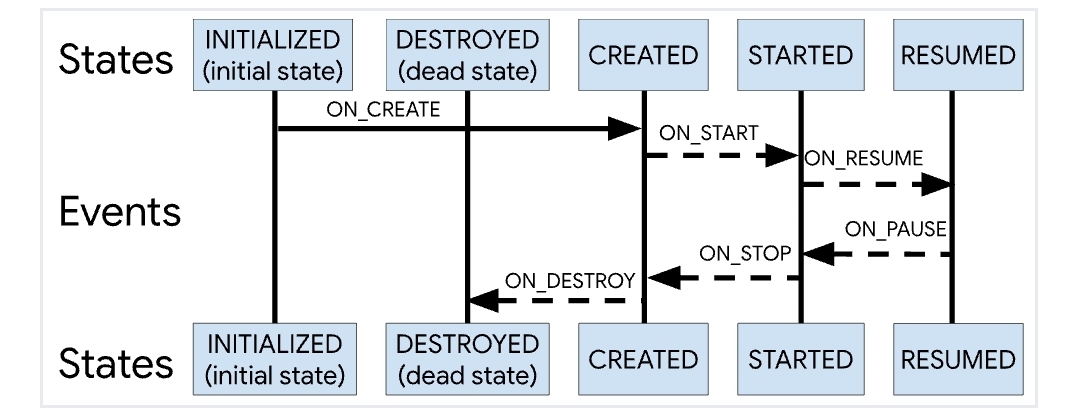 States
INITIALIZED
(initial state)
DESTROYED
(dead state)
CREATED
STARTED
RESUMED
ON_CREATE
ON_START
ON_RESUME
Events
ON_PAUSE
ON_STOP
ON_DESTROY
States
INITIALIZED
(initial state)
DESTROYED
(dead state)
CREATED
STARTED
RESUMED